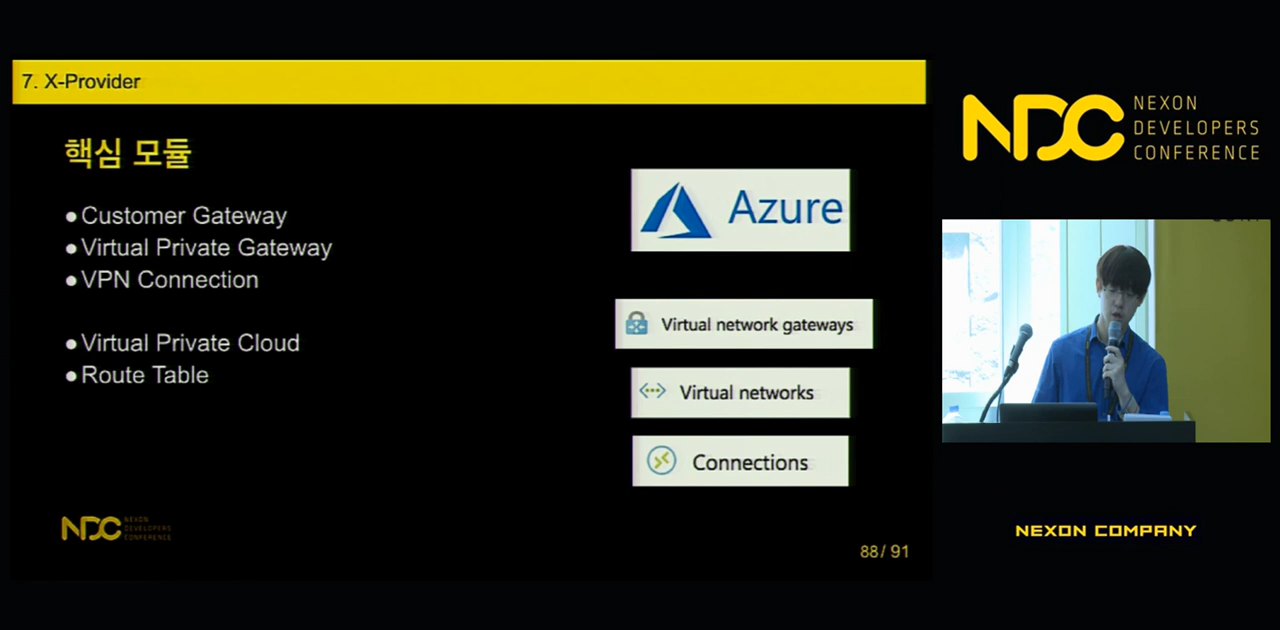 7. X-Provider
핵심 모듈
●Customer Gateway
●Virtual Private Gateway
●VPN Connection
●Virtual Private Cloud
●Route Table
Azure
Virtual network gateways
Virtual networks
Connections
NDC NEXON
DEVELOPERS
CONFERENCE
88/ 91
NDC NEXON
DEVELOPERS
CONFERENCE
NEXON COMPANY